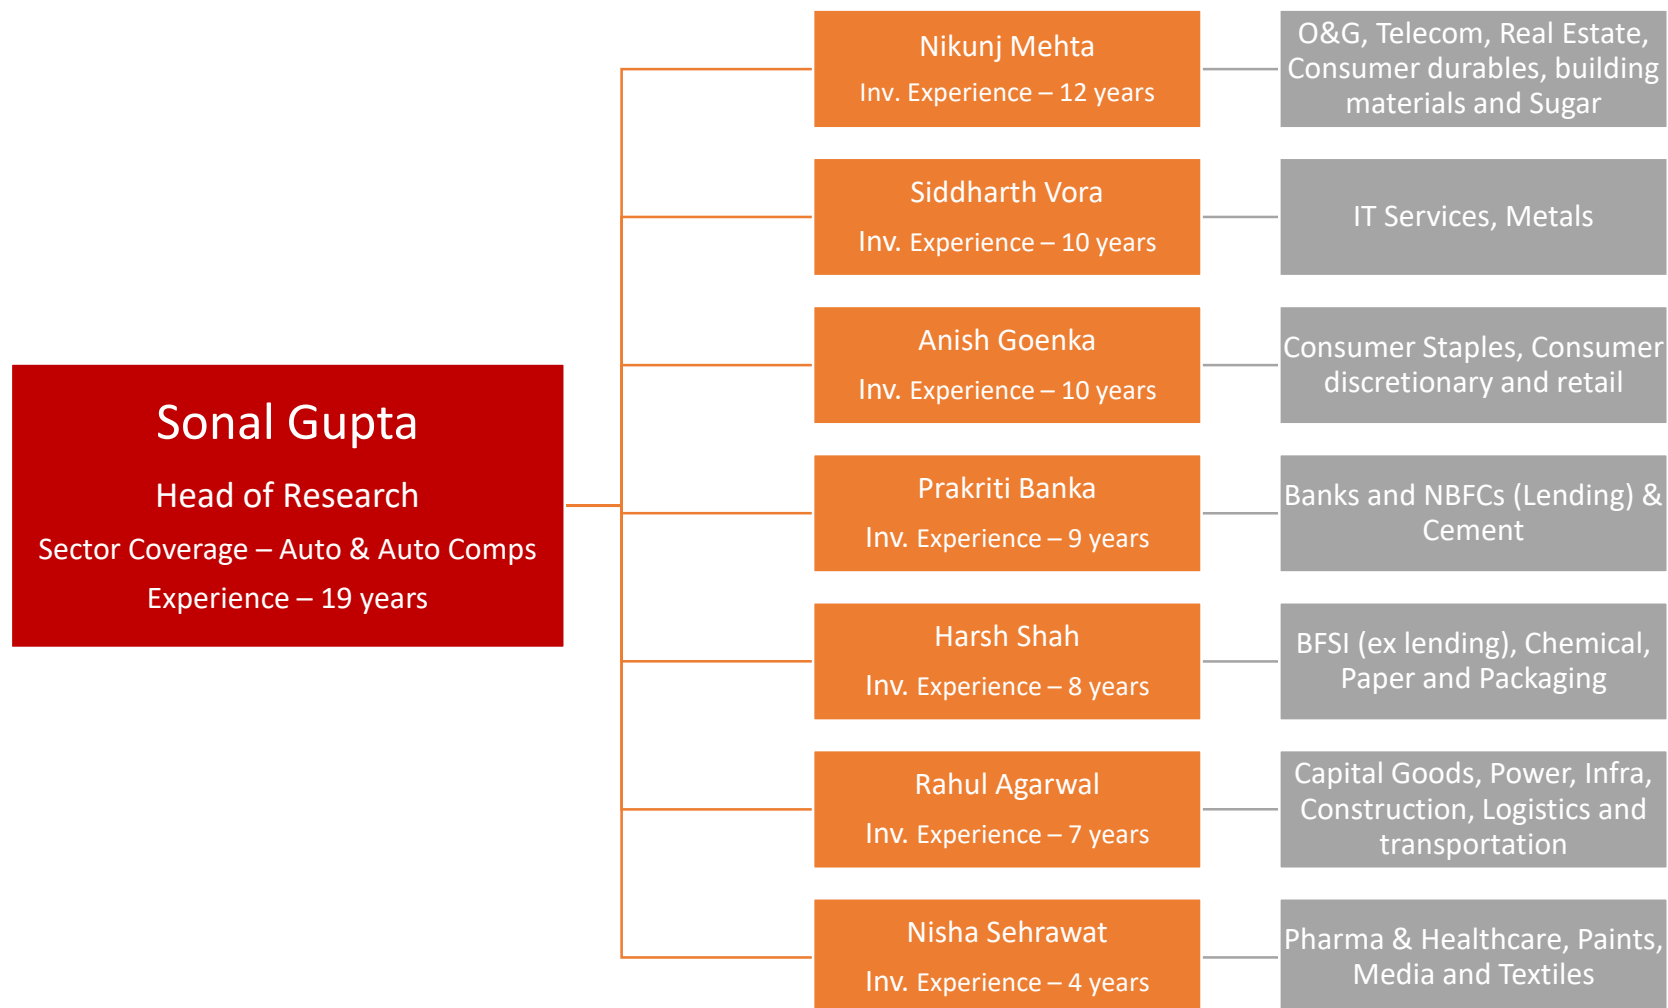 Sonal Gupta
Head of Research
Sector Coverage – Auto & Auto Comps
Experience – 19 years
Nikunj Mehta
Inv. Experience – 12 years
O&G, Telecom, Real Estate,
Consumer durables, building
materials and Sugar
Siddharth Vora
Inv. Experience – 10 years
IT Services, Metals
Anish Goenka
Inv. Experience – 10 years
Consumer Staples, Consumer
discretionary and retail
Prakriti Banka
Inv. Experience – 9 years
Banks and NBFCs (Lending) &
Cement
Harsh Shah
Inv. Experience – 8 years
BFSI (ex lending), Chemical,
Paper and Packaging
Rahul Agarwal
Inv. Experience – 7 years
Capital Goods, Power, Infra,
Construction, Logistics and
transportation
Nisha Sehrawat
Inv. Experience – 4 years
Pharma & Healthcare, Paints,
Media and Textiles